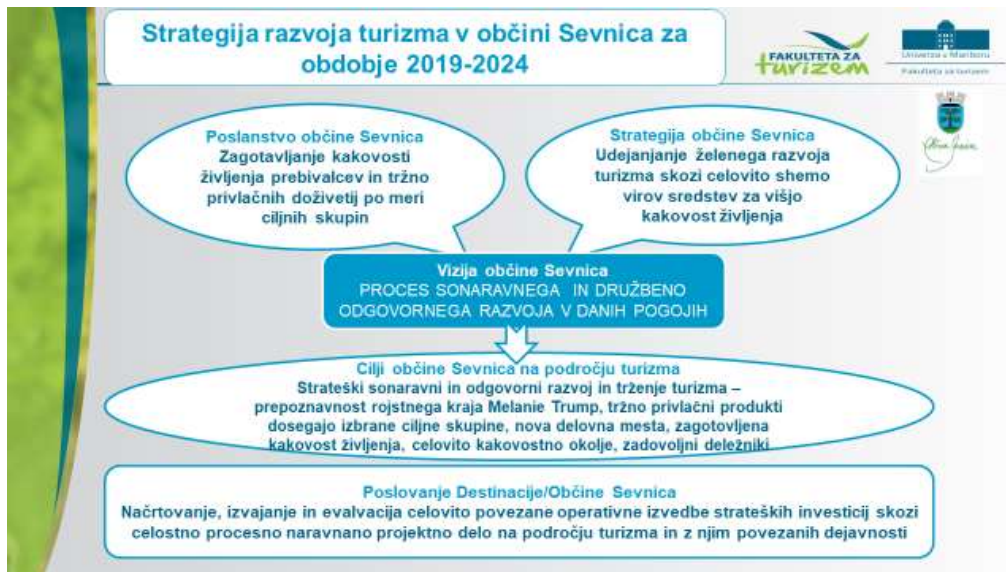 Strategija razvoja turizma v občini Sevnica za
obdobje 2019-2024
FAKULTETA ZA
turizem
Univerza v Mariboru
Fakulteta za turizem
Poslanstvo občine Sevnica
Zagotavljanje kakovosti
življenja prebivalcev in tržno
privlačnih doživetij po meri
ciljnih skupin
Strategija občine Sevnica
Udejanjanje želenega razvoja
turizma skozi celovito shemo
virov sredstev za višjo
kakovost življenja
Vizija občine Sevnica
PROCES SONARAVNEGA IN DRUŽBENO
ODGOVORNEGA RAZVOJA V DANIH POGOJIH
Cilji občine Sevnica na področju turizma
Strateški sonaravni in odgovorni razvoj in trženje turizma –
prepoznavnost rojstnega kraja Melanie Trump, tržno privlačni produkti
dosegajo izbrane ciljne skupine, nova delovna mesta, zagotovljena
kakovost življenja, celovito kakovostno okolje, zadovoljni deležniki
Poslovanje Destinacije/Občine Sevnica
Načrtovanje, izvajanje in evalvacija celovito povezane operativne izvedbe strateških investicij skozi
celostno procesno naravnano projektno delo na področju turizma in z njim povezanih dejavnosti